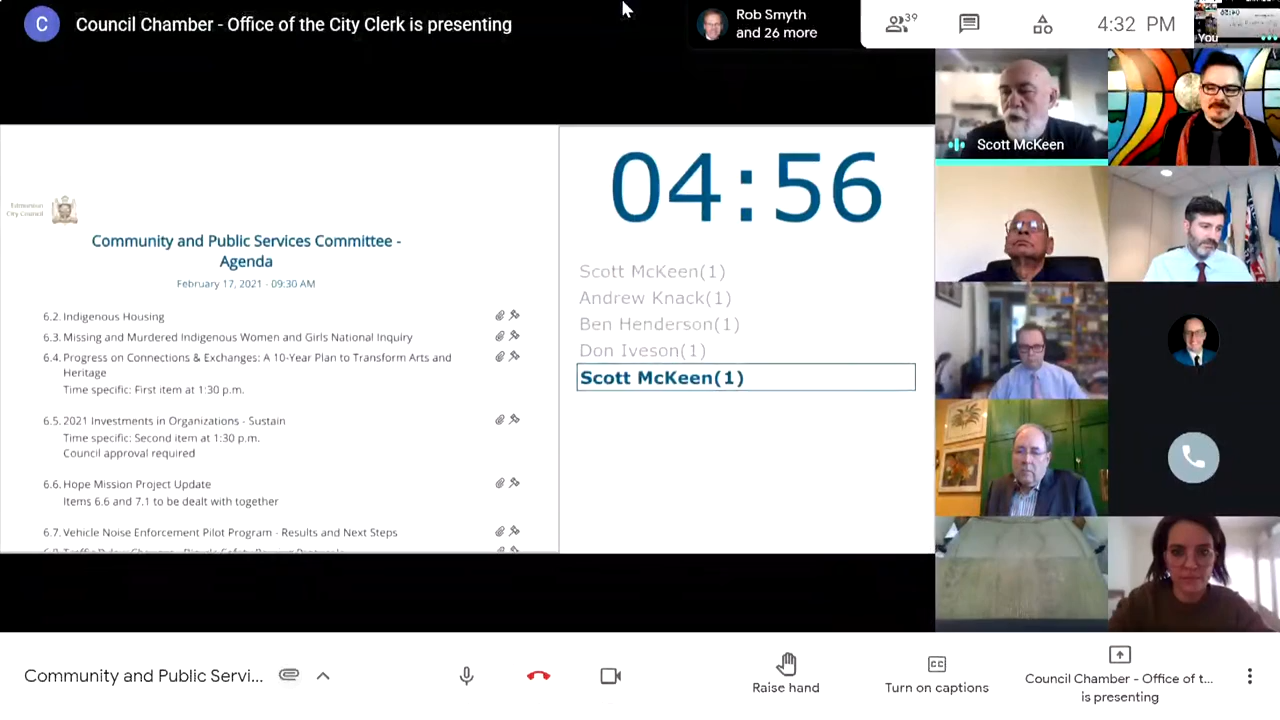 C
Council Chamber - Office of the City Clerk is presenting
Rob Smyth
and 26 more
39
4:32 PM
You
Scott McKeen
Edmonton
City Council
Community and Public Services Committee -
Agenda
February 17, 2021 - 09:30 AM
6.2. Indigenous Housing
6.3. Missing and Murdered Indigenous Women and Girls National Inquiry
6.4. Progress on Connections & Exchanges: A 10-Year Plan to Transform Arts and
Heritage
Time specific: First item at 1:30 p.m.
6.5. 2021 Investments in Organizations - Sustain
Time specific: Second item at 1:30 p.m.
Council approval required
6.6. Hope Mission Project Update
Items 6.6 and 7.1 to be dealt with together
6.7. Vehicle Noise Enforcement Pilot Program - Results and Next Steps
04:56
Scott McKeen(1)
Andrew Knack(1)
Ben Henderson(1)
Don Iveson(1)
Scott McKeen(1)
Community and Public Servi...
Raise hand
CC
Turn on captions
Council Chamber - Office of t...
is presenting